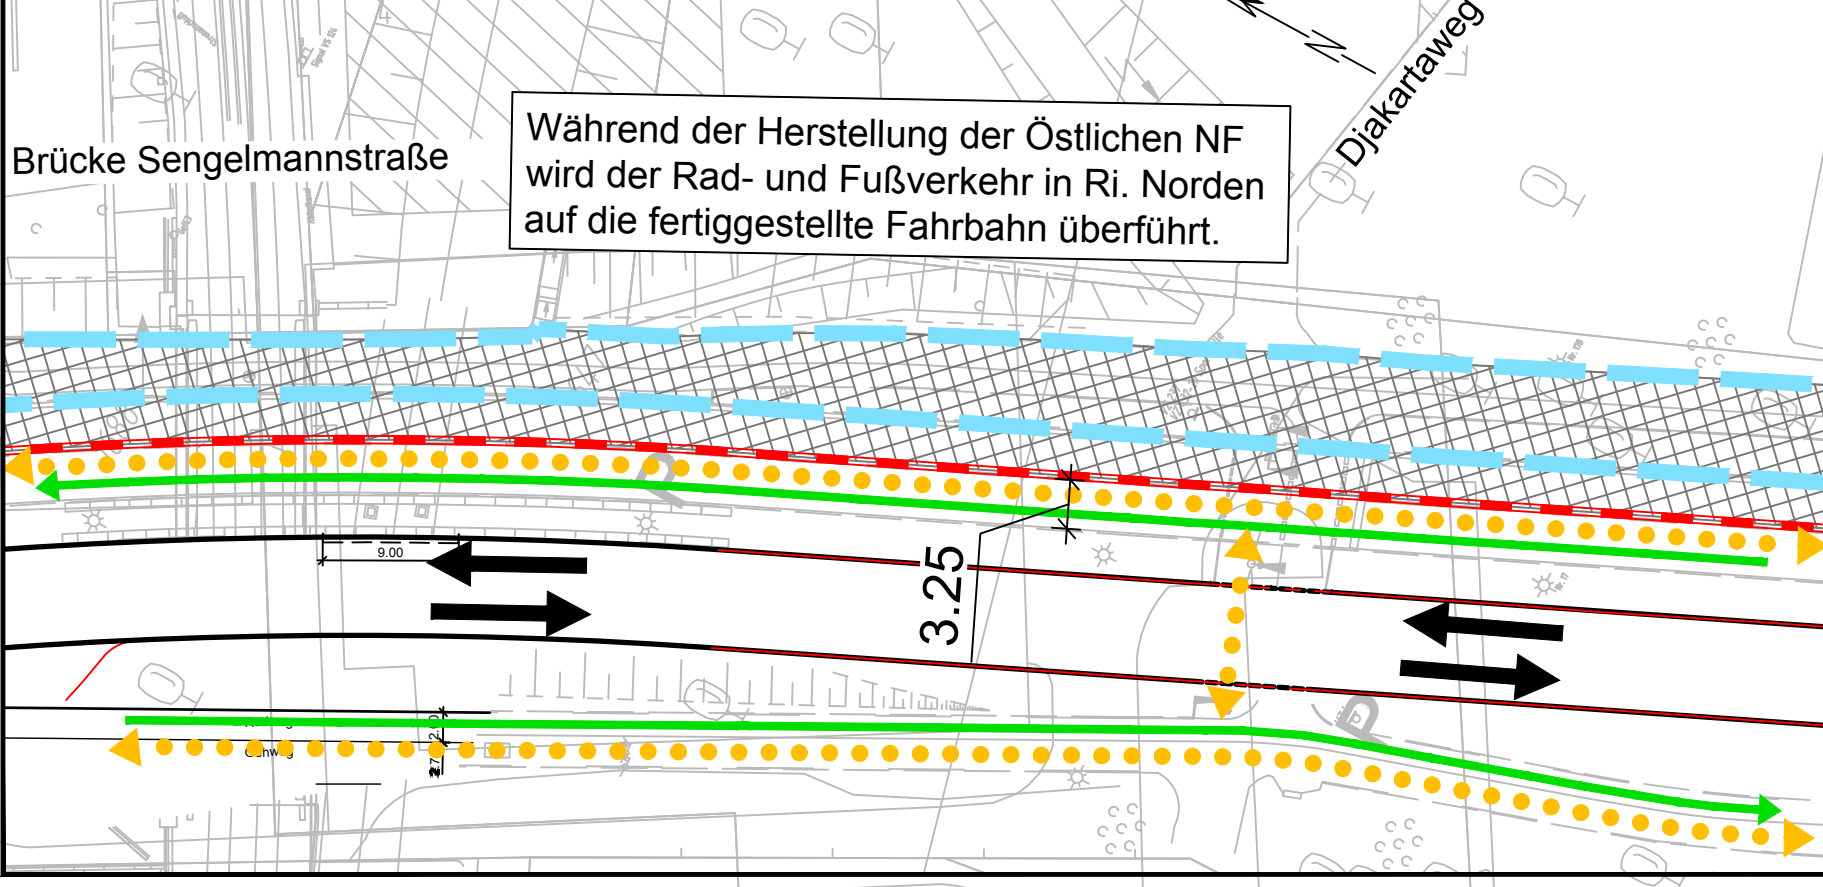 Djakartaweg
Während der Herstellung der Östlichen NF
wird der Rad- und Fußverkehr in Ri. Norden
auf die fertiggestellte Fahrbahn überführt.
Brücke Sengelmannstraße
N
9.00
3.25